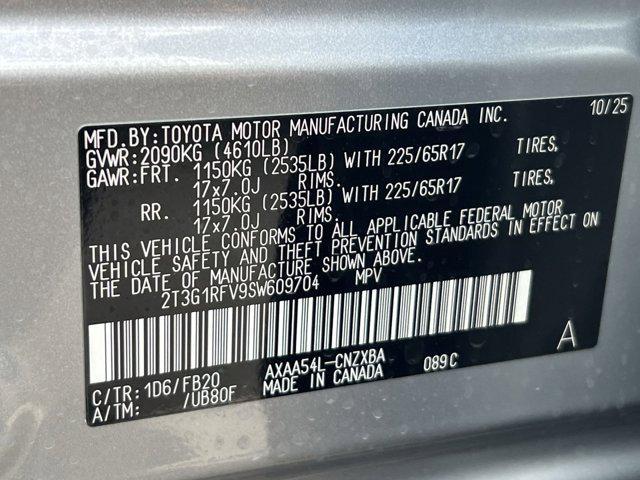 10/25
MFD.BY:TOYOTA MOTOR MANUFACTURING CANADA INC.
GVWR:2090KG (4610LB)
GAWR:FRT. 1150KG (2535LB) WITH 225/65R17 TIRES,
17x7.0J RIMS.
RR. 1150KG (2535LB) WITH 225/65R17 TIRES,
17x7.0J RIMS.
THIS VEHICLE CONFORMS TO ALL APPLICABLE FEDERAL MOTOR
VEHICLE SAFETY AND THEFT PREVENTION STANDARDS IN EFFECT ON
THE DATE OF MANUFACTURE SHOWN ABOVE.
2T3G1RFV9SW609704 MPV
A
C/TR: 1D6/FB20 AXAA54L-CNZXBA 089C
A/TM: /UB80F MADE IN CANADA